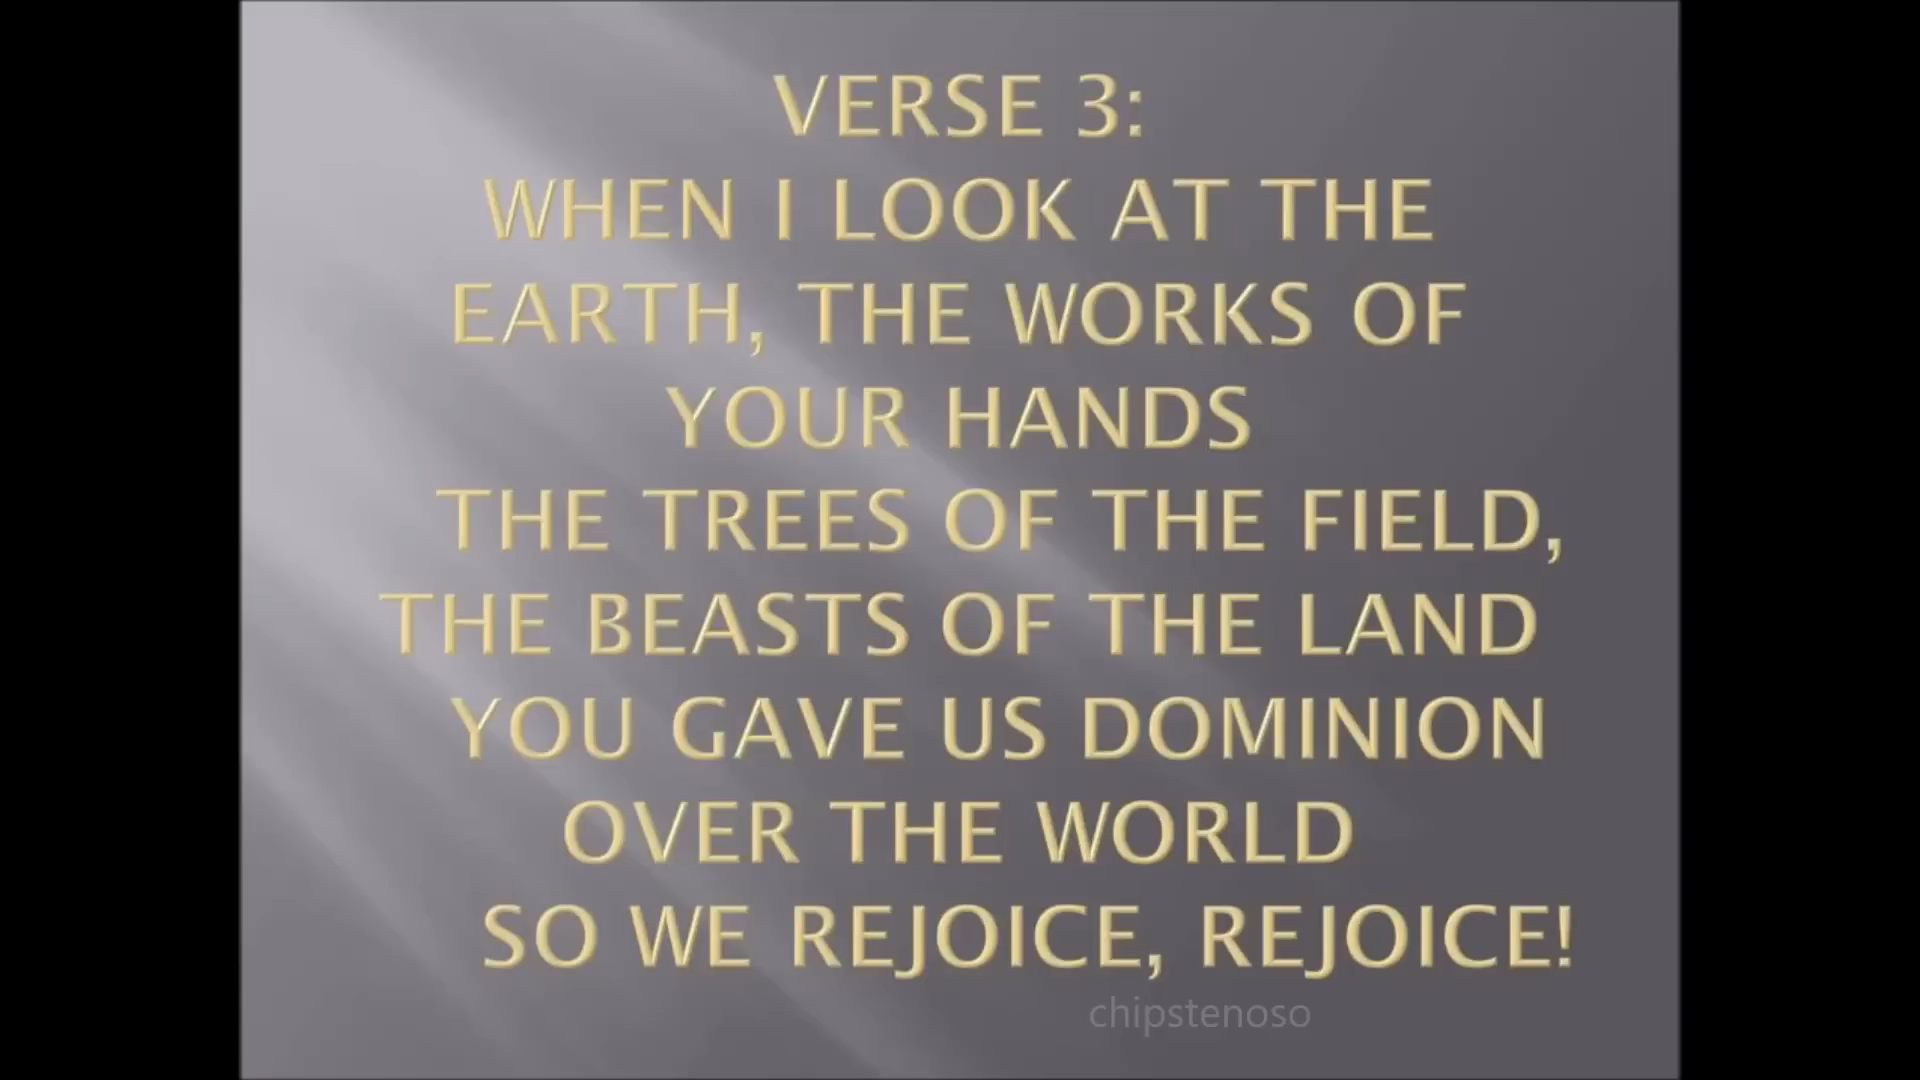 VERSE 3:
WHEN I LOOK AT THE
EARTH, THE WORKS OF
YOUR HANDS
THE TREES OF THE FIELD,
THE BEASTS OF THE LAND
YOU GAVE US DOMINION
OVER THE WORLD
SO WE REJOICE, REJOICE!
chipstenoso